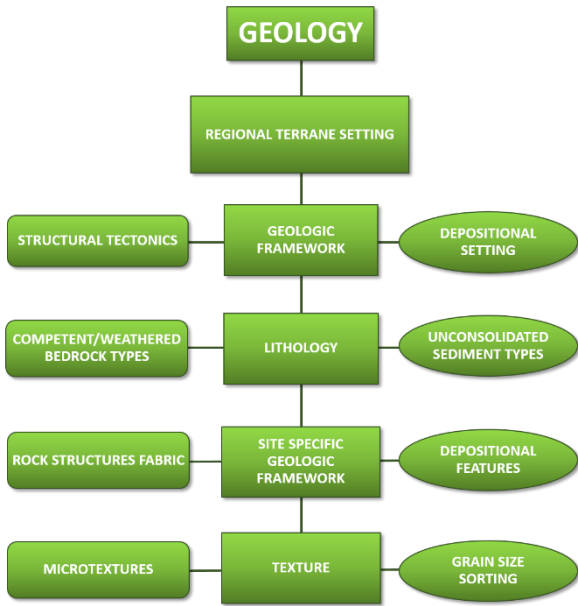 GEOLOGY
REGIONAL TERRANE SETTING
STRUCTURAL TECTONICS
GEOLOGIC
FRAMEWORK
DEPOSITIONAL
SETTING
COMPETENT/WEATHERED
BEDROCK TYPES
LITHOLOGY
UNCONSOLIDATED
SEDIMENT TYPES
ROCK STRUCTURES FABRIC
SITE SPECIFIC
GEOLOGIC
FRAMEWORK
DEPOSITIONAL
FEATURES
MICROTEXTURES
TEXTURE
GRAIN SIZE
SORTING